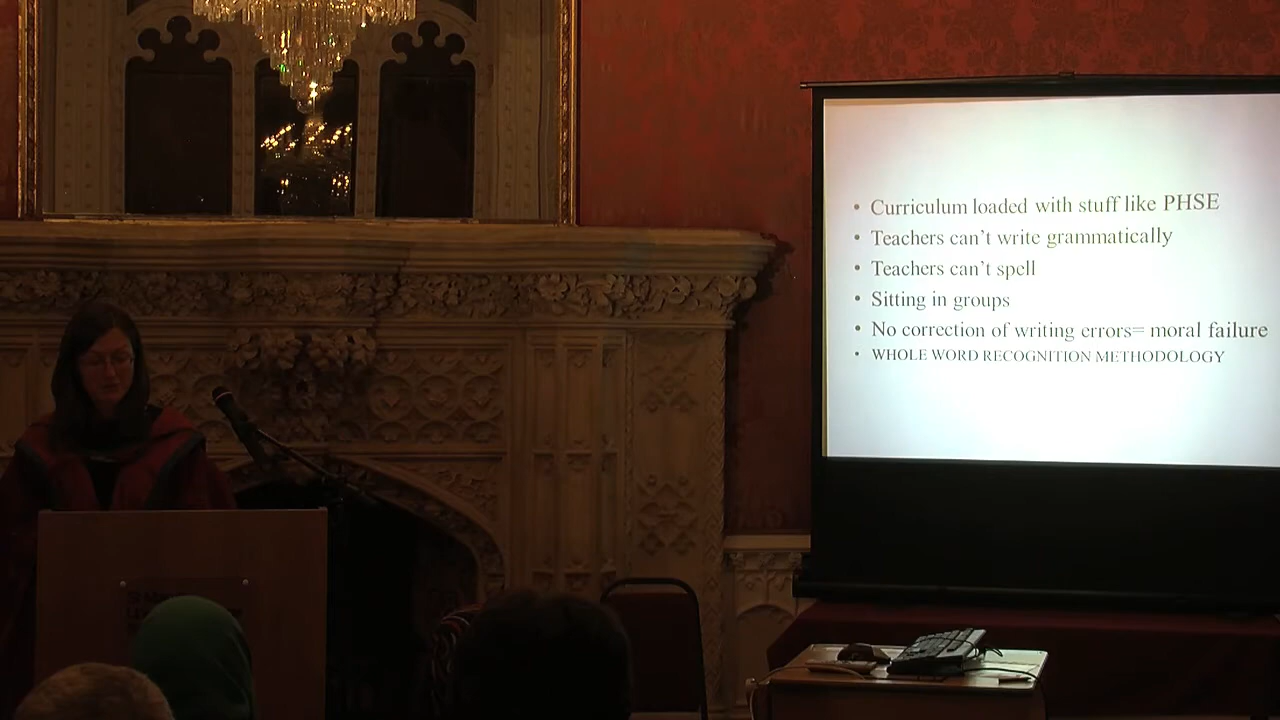 • Curriculum loaded with stuff like PHSE
• Teachers can't write grammatically
• Teachers can't spell
• Sitting in groups
• No correction of writing errors= moral failure
• WHOLE WORD RECOGNITION METHODOLOGY